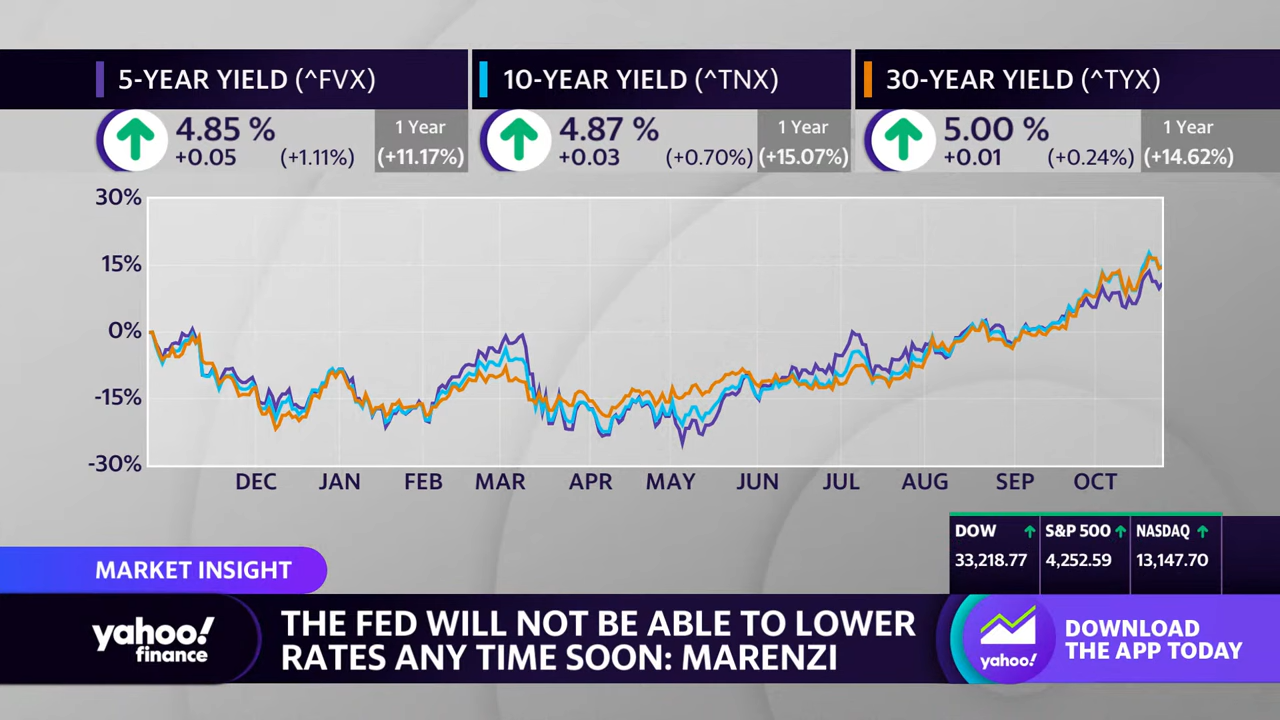 5-YEAR YIELD (^FVX)
4.85 %
+0.05 (+1.11%)
1 Year
(+11.17%)
10-YEAR YIELD (^TNX)
4.87 %
+0.03 (+0.70%)
1 Year
(+15.07%)
30-YEAR YIELD (^TYX)
5.00 %
+0.01 (+0.24%)
1 Year
(+14.62%)
30%
15%
0%
-15%
-30%
DEC JAN FEB MAR APR MAY JUN JUL AUG SEP OCT
DOW
33,218.77
S&P 500
4,252.59
NASDAQ
13,147.70
MARKET INSIGHT
yahoo!
finance
THE FED WILL NOT BE ABLE TO LOWER
RATES ANY TIME SOON: MARENZI
yahoo!
DOWNLOAD
THE APP TODAY